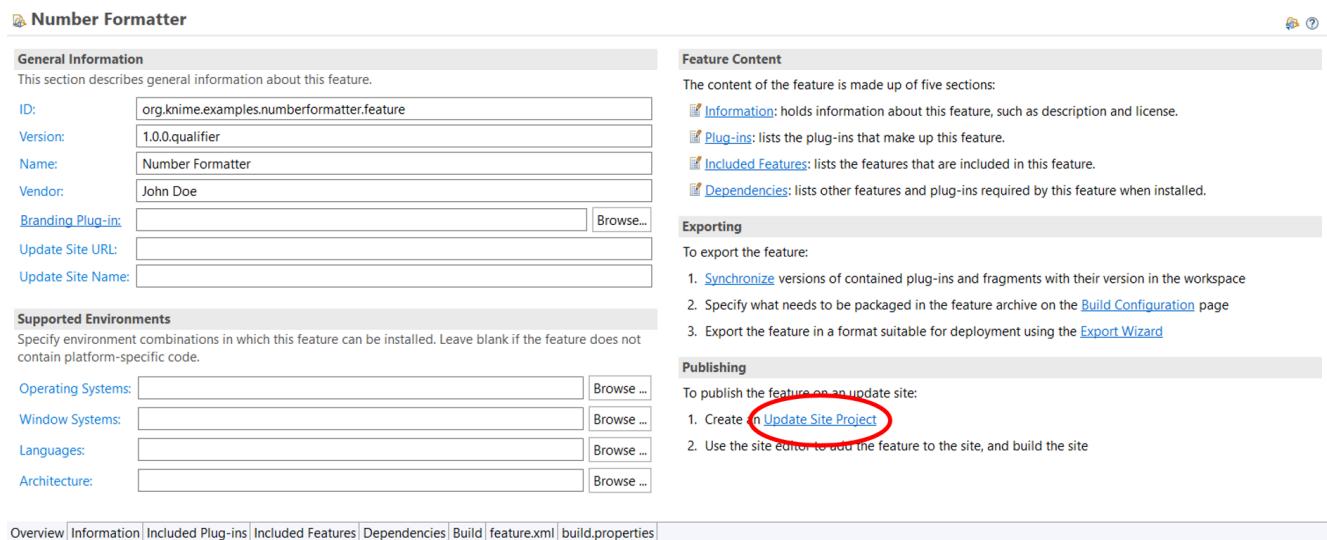 Number Formatter
General Information
This section describes general information about this feature.
ID: org.knime.examples.numberformatter.feature
Version: 1.0.0.qualifier
Name: Number Formatter
Vendor: John Doe
Branding Plug-in: Browse...
Update Site URL:
Update Site Name:
Supported Environments
Specify environment combinations in which this feature can be installed. Leave blank if the feature does not
contain platform-specific code.
Operating Systems: Browse ...
Window Systems: Browse ...
Languages: Browse ...
Architecture: Browse ...
Feature Content
The content of the feature is made up of five sections:
Information: holds information about this feature, such as description and license.
Plug-ins: lists the plug-ins that make up this feature.
Included Features: lists the features that are included in this feature.
Dependencies: lists other features and plug-ins required by this feature when installed.
Exporting
To export the feature:
1. Synchronize versions of contained plug-ins and fragments with their version in the workspace
2. Specify what needs to be packaged in the feature archive on the Build Configuration page
3. Export the feature in a format suitable for deployment using the Export Wizard
Publishing
To publish the feature on an update site:
1. Create an Update Site Project
2. Use the site editor to add the feature to the site, and build the site
Overview Information Included Plug-ins Included Features Dependencies Build feature.xml build.properties